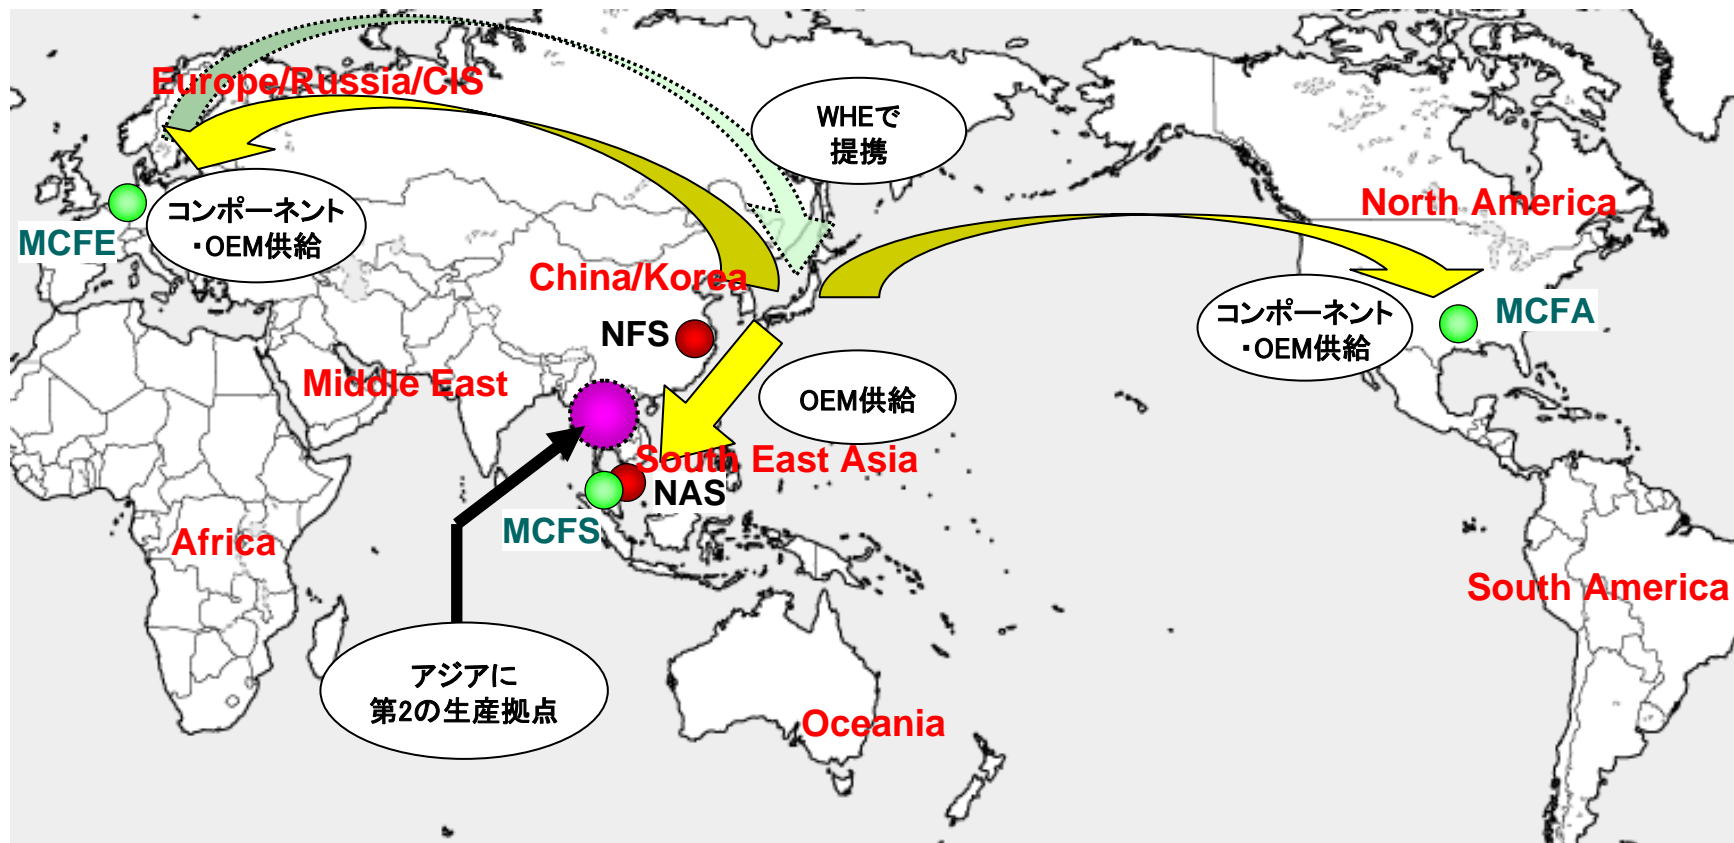 Europe/Russia/CIS
WHEで
提携
コンポーネント
・OEM供給
MCFE
North America
China/Korea
NFS
コンポーネント
・OEM供給
MCFA
Middle East
OEM供給
South East Asia
NAS
MCFS
Africa
South America
アジアに
第2の生産拠点
Oceania